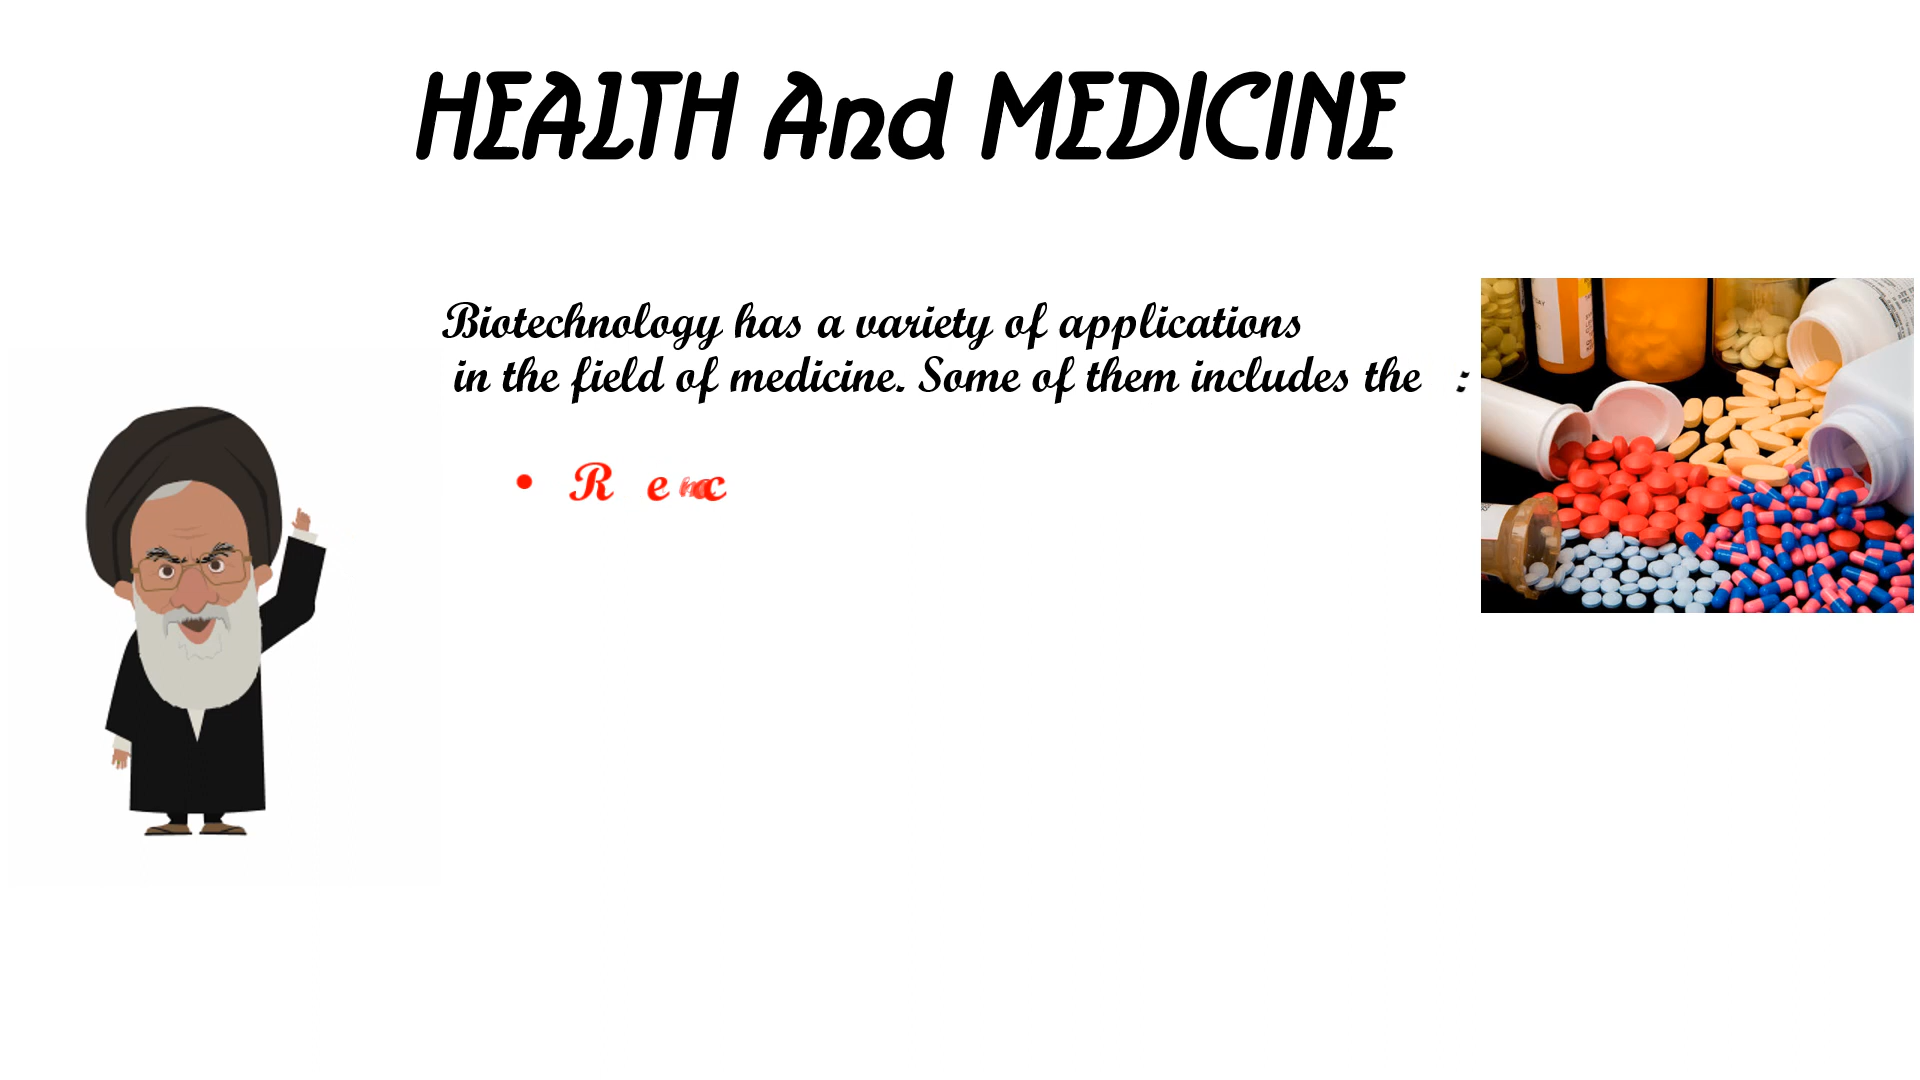 HEALTH And MEDICINE
Biotechnology has a variety of applications
in the field of medicine. Some of them includes the :